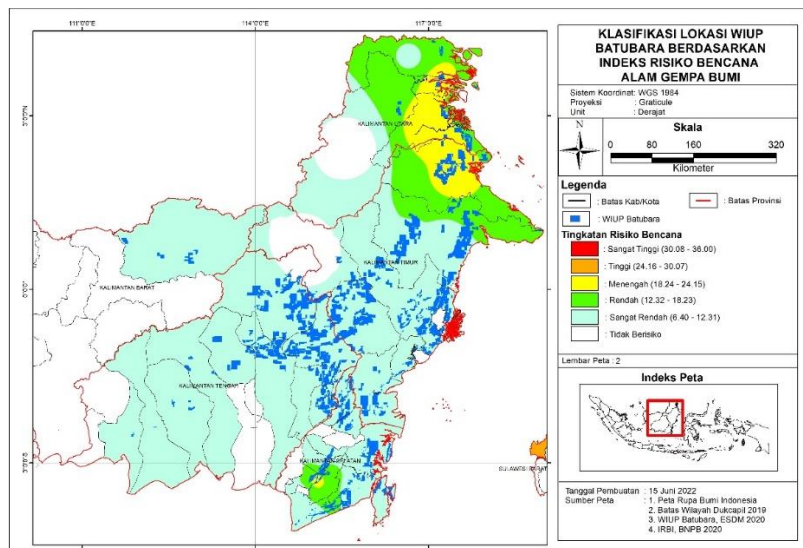 111°0'0"E
114°0'0"E
117°0'0"E
3°0'0"N
0°0'0"
3°0'0"S
KALIMANTAN UTARA
KALIMANTAN TIMUR
KALIMANTAN BARAT
KALIMANTAN TENGAH
KALIMANTAN SELATAN
SULAWESI BARAT
KLASIFIKASI LOKASI WIUP
BATUBARA BERDASARKAN
INDEKS RISIKO BENCANA
ALAM GEMPA BUMI
Sistem Koordinat: WGS 1984
Proyeksi : Graticule
Unit : Derajat
N
Skala
0 80 160 320
Kilometer
Legenda
: Batas Kab/Kota : Batas Provinsi
: WIUP Batubara
Tingkatan Risiko Bencana
: Sangat Tinggi (30.08 - 36.00)
: Tinggi (24.16 - 30.07)
: Menengah (18.24 - 24.15)
: Rendah (12.32 - 18.23)
: Sangat Rendah (6.40 - 12.31)
: Tidak Berisiko
Lembar Peta : 2
Indeks Peta
Tanggal Pembuatan : 15 Juni 2022
Sumber Peta : 1. Peta Rupa Bumi Indonesia
2. Batas Wilayah Dukcapil 2019
3. WIUP Batubara, ESDM 2020
4. IRBI, BNPB 2020